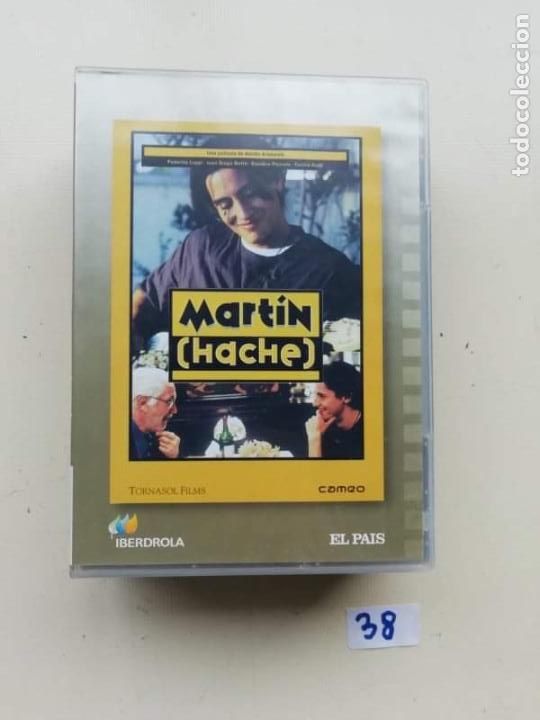 Una película de Adolfo Aristarain
Federico Luppi, Juan Diego Botto, Eusebio Poncela, Cecilia Roth
Martín
(Hache)
TORNASOL FILMS
cameo
IBERDROLA
EL PAIS
38
todocoleccion